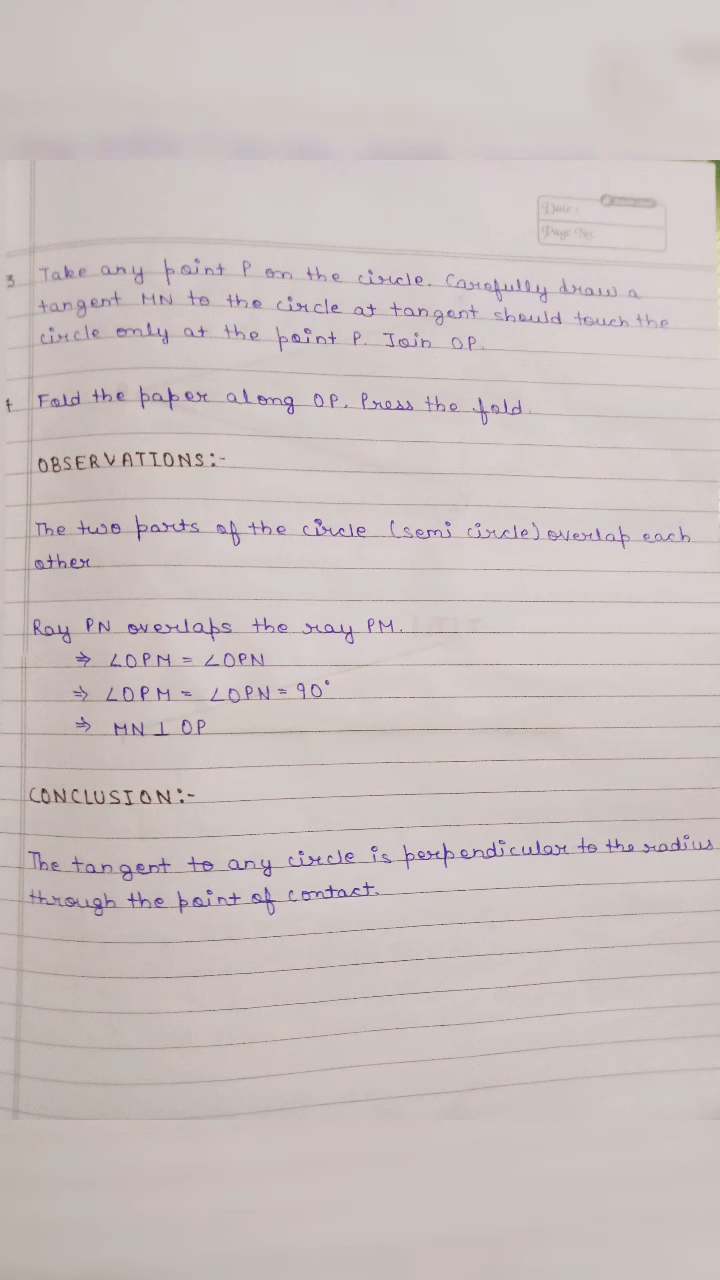 Date :
Page No.
3 Take any point P on the circle. Carefully draw a
tangent MN to the circle at tangent should touch the
circle only at the point P. Join OP.
Fold the paper along OP. Press the fold.
OBSERVATIONS:-
The two parts of the circle (semi circle) overlap each
other
Ray PN overlaps the ray PM.
⇒ ∠OPM = ∠OPN
⇒ ∠OPM = ∠OPN = 90°
⇒ MN ⊥ OP
CONCLUSION:-
The tangent to any circle is perpendicular to the radius
through the point of contact.